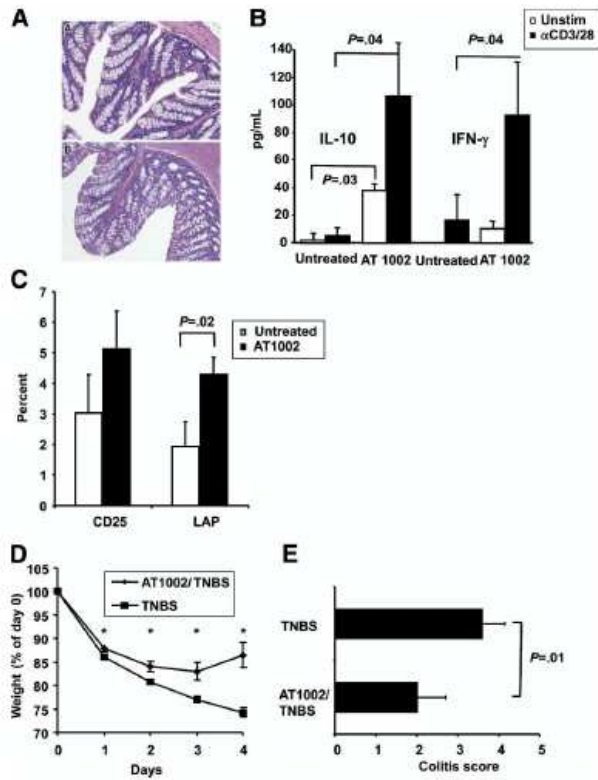 A
a
b
B
Unstim
αCD3/28
140
120
100
80
60
40
20
0
pg/mL
P=.04
P=.04
IL-10
IFN-γ
P=.03
Untreated AT 1002 Untreated AT 1002
C
7
6
5
4
3
2
1
0
Percent
P=.02
Untreated
AT1002
CD25 LAP
D
105
100
95
90
85
80
75
70
Weight (% of day 0)
AT1002/TNBS
TNBS
* * * *
0 1 2 3 4
Days
E
TNBS
AT1002/
TNBS
P=.01
0 1 2 3 4 5
Colitis score